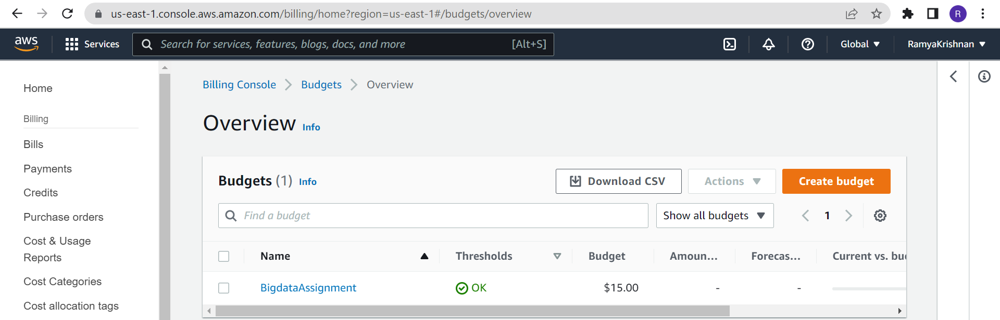 us-east-1.console.aws.amazon.com/billing/home?region=us-east-1#/budgets/overview
R
aws
Services
Search for services, features, blogs, docs, and more
[Alt+S]
Global
RamyaKrishnan
Home
Billing
Bills
Payments
Credits
Purchase orders
Cost & Usage
Reports
Cost Categories
Cost allocation tags
Billing Console
Budgets
Overview
Overview Info
Budgets (1) Info
Download CSV
Actions
Create budget
Find a budget
Show all budgets
1
Name
Thresholds
Budget
Amoun...
Forecas...
Current vs. bu
BigdataAssignment
OK
$15.00
-
-